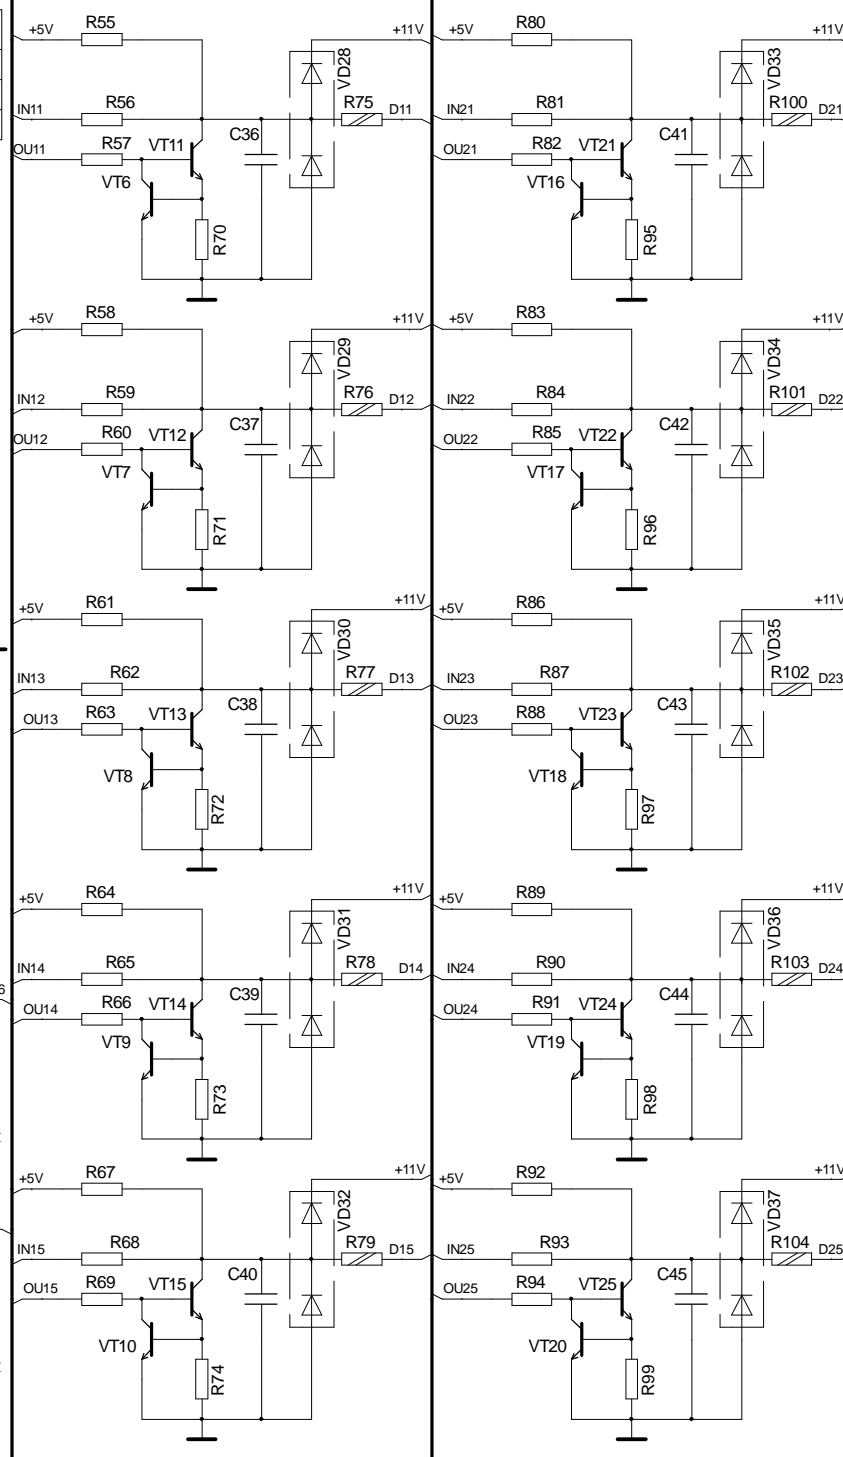 +5V R55 +11V
VD28
IN11 R56 R75 D11
OU11 R57 VT11 C36
VT6
R70
+5V R80 +11V
VD33
IN21 R81 R100 D21
OU21 R82 VT21 C41
VT16
R95
+5V R58 +11V
VD29
IN12 R59 R76 D12
OU12 R60 VT12 C37
VT7
R71
+5V R83 +11V
VD34
IN22 R84 R101 D22
OU22 R85 VT22 C42
VT17
R96
+5V R61 +11V
VD30
IN13 R62 R77 D13
OU13 R63 VT13 C38
VT8
R72
+5V R86 +11V
VD35
IN23 R87 R102 D23
OU23 R88 VT23 C43
VT18
R97
+5V R64 +11V
VD31
IN14 R65 R78 D14
OU14 R66 VT14 C39
VT9
R73
+5V R89 +11V
VD36
IN24 R90 R103 D24
OU24 R91 VT24 C44
VT19
R98
+5V R67 +11V
VD32
IN15 R68 R79 D15
OU15 R69 VT15 C40
VT10
R74
+5V R92 +11V
VD37
IN25 R93 R104 D25
OU25 R94 VT25 C45
VT20
R99